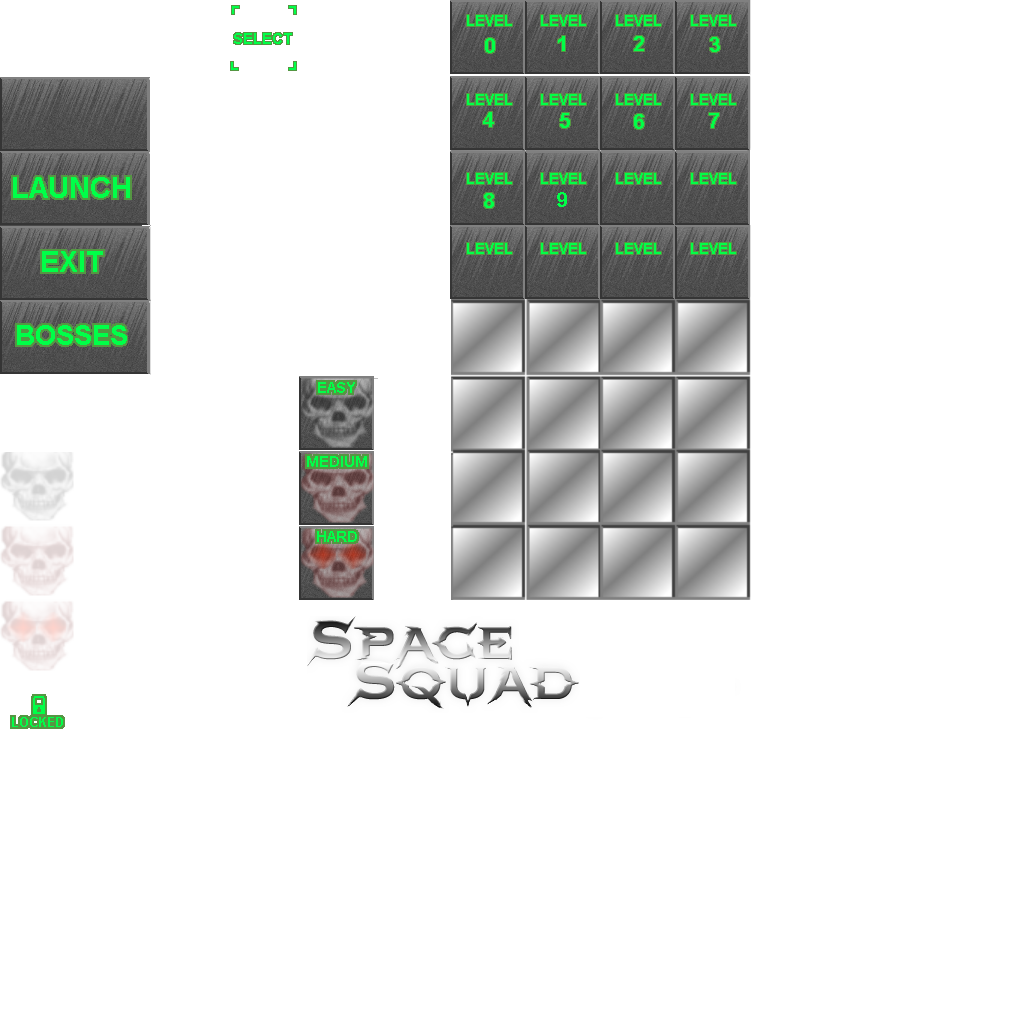 SELECT
LEVEL 0
LEVEL 1
LEVEL 2
LEVEL 3
LEVEL 4
LEVEL 5
LEVEL 6
LEVEL 7
LAUNCH
LEVEL 8
LEVEL 9
LEVEL
LEVEL
EXIT
LEVEL
LEVEL
LEVEL
LEVEL
BOSSES
EASY
MEDIUM
HARD
SPACE
SQUAD
LOCKED